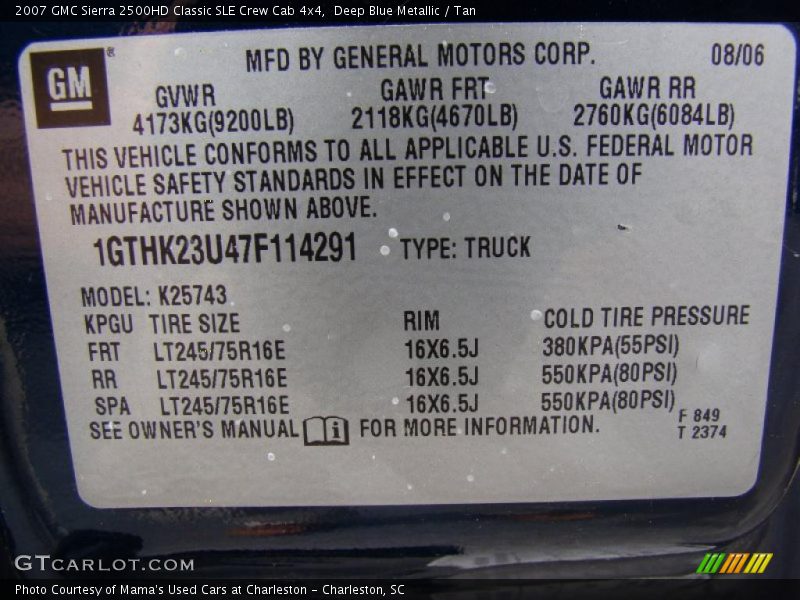 2007 GMC Sierra 2500HD Classic SLE Crew Cab 4x4, Deep Blue Metallic / Tan
GM®
MFD BY GENERAL MOTORS CORP. 08/06
GVWR GAWR FRT GAWR RR
4173KG(9200LB) 2118KG(4670LB) 2760KG(6084LB)
THIS VEHICLE CONFORMS TO ALL APPLICABLE U.S. FEDERAL MOTOR
VEHICLE SAFETY STANDARDS IN EFFECT ON THE DATE OF
MANUFACTURE SHOWN ABOVE.
1GTHK23U47F114291 TYPE: TRUCK
MODEL: K25743
KPGU TIRE SIZE RIM COLD TIRE PRESSURE
FRT LT245/75R16E 16X6.5J 380KPA(55PSI)
RR LT245/75R16E 16X6.5J 550KPA(80PSI)
SPA LT245/75R16E 16X6.5J 550KPA(80PSI)
SEE OWNER'S MANUAL i FOR MORE INFORMATION.
F 849
T 2374
GTCARLOT.COM
Photo Courtesy of Mama's Used Cars at Charleston - Charleston, SC